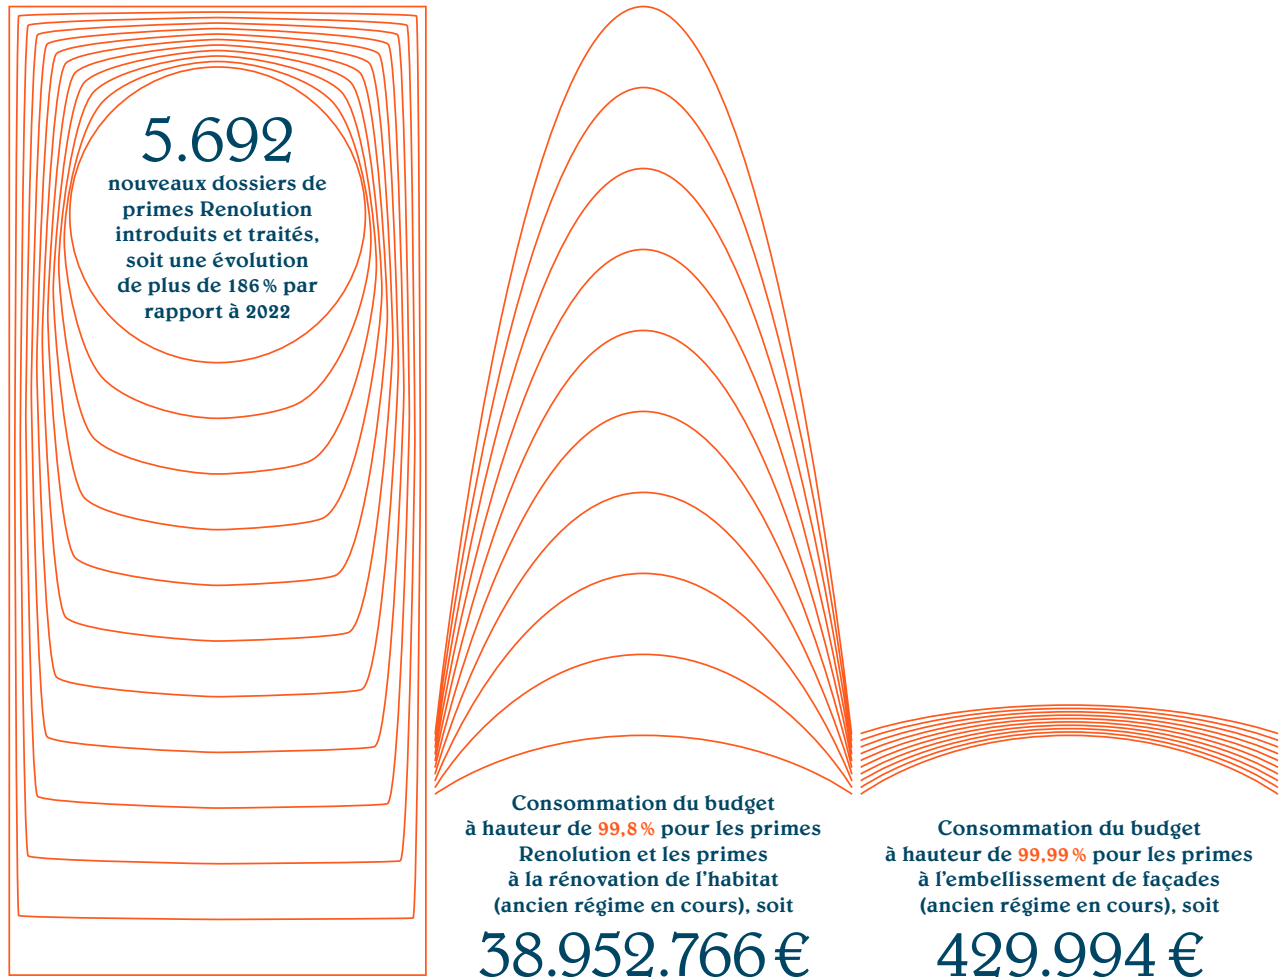 5.692
nouveaux dossiers de
primes Renolution
introduits et traités,
soit une évolution
de plus de 186 % par
rapport à 2022
Consommation du budget
à hauteur de 99,8 % pour les primes
Renolution et les primes
à la rénovation de l’habitat
(ancien régime en cours), soit
38.952.766 €
Consommation du budget
à hauteur de 99,99 % pour les primes
à l’embellissement de façades
(ancien régime en cours), soit
429.994 €